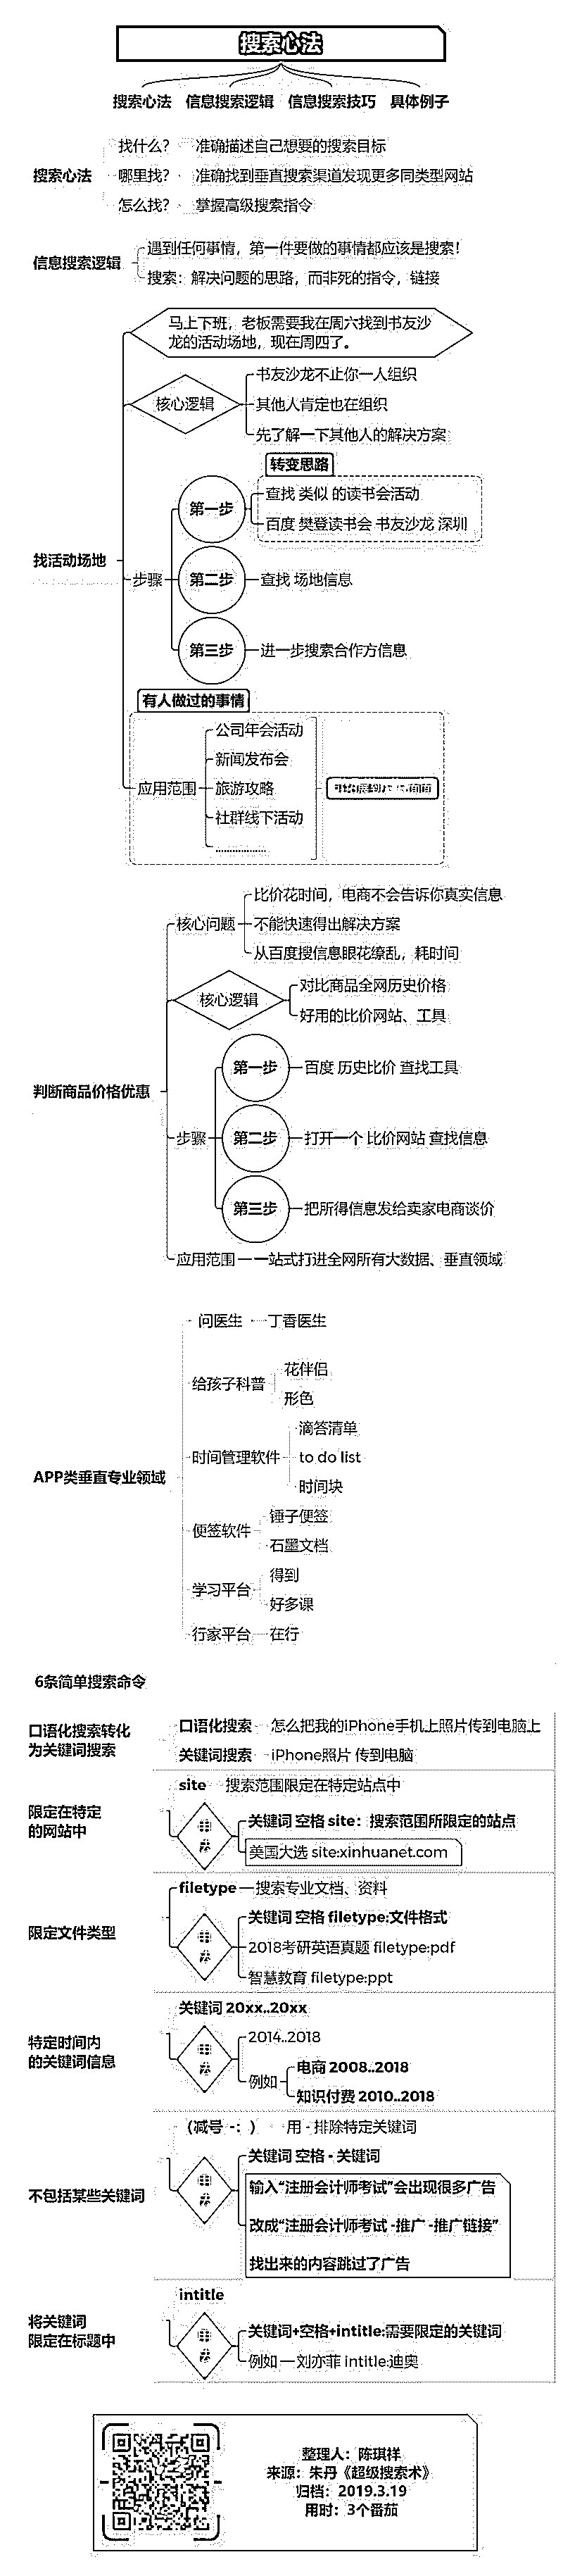 搜索心法
搜索心法 信息搜索逻辑 信息搜索技巧 具体例子
搜索心法
找什么? 准确描述自己想要的搜索目标
哪里找? 准确找到垂直搜索渠道发现更多同类型网站
怎么找? 掌握高级搜索指令
信息搜索逻辑
遇到任何事情，第一件要做的事情都应该是搜索！
搜索：解决问题的思路，而非死的指令，链接
找活动场地
马上下班，老板需要我在周六找到书友沙
龙的活动场地，现在周四了。
核心逻辑
书友沙龙不止你一人组织
其他人肯定也在组织
先了解一下其他人的解决方案
步骤
转变思路
第一步
查找 类似 的读书会活动
百度 樊登读书会 书友沙龙 深圳
第二步 查找 场地信息
第三步 进一步搜索合作方信息
有人做过的事情
应用范围
公司年会活动
新闻发布会
旅游攻略
社群线下活动
..............
判断商品价格优惠
核心问题
比价花时间，电商不会告诉你真实信息
不能快速得出解决方案
从百度搜信息眼花缭乱，耗时间
核心逻辑
对比商品全网历史价格
好用的比价网站、工具
步骤
第一步 百度 历史比价 查找工具
第二步 打开一个 比价网站 查找信息
第三步 把所得信息发给卖家电商谈价
应用范围 一站式打进全网所有大数据、垂直领域
APP类垂直专业领域
问医生 丁香医生
给孩子科普
花伴侣
形色
时间管理软件
滴答清单
to do list
时间块
便签软件
锤子便签
石墨文档
学习平台
得到
好多课
行家平台 在行
6条简单搜索命令
口语化搜索转化
为关键词搜索
口语化搜索 怎么把我的iPhone手机上照片传到电脑上
关键词搜索 iPhone照片 传到电脑
限定在特定
的网站中
site 搜索范围限定在特定站点中
关键词 空格 site：搜索范围所限定的站点
美国大选 site:xinhuanet.com
限定文件类型
filetype 搜索专业文档、资料
关键词 空格 filetype:文件格式
2018考研英语真题 filetype:pdf
智慧教育 filetype:ppt
特定时间内
的关键词信息
关键词 20xx..20xx
2014..2018
例如
电商 2008..2018
知识付费 2010..2018
不包括某些关键词
（减号 -：） 用 - 排除特定关键词
关键词 空格 - 关键词
输入“注册会计师考试”会出现很多广告
改成“注册会计师考试 -推广 -推广链接”
找出来的内容跳过了广告
将关键词
限定在标题中
intitle
关键词+空格+intitle:需要限定的关键词
例如 刘亦菲 intitle:迪奥
整理人：陈琪祥
来源：朱丹《超级搜索术》
归档：2019.3.19
用时：3个番茄